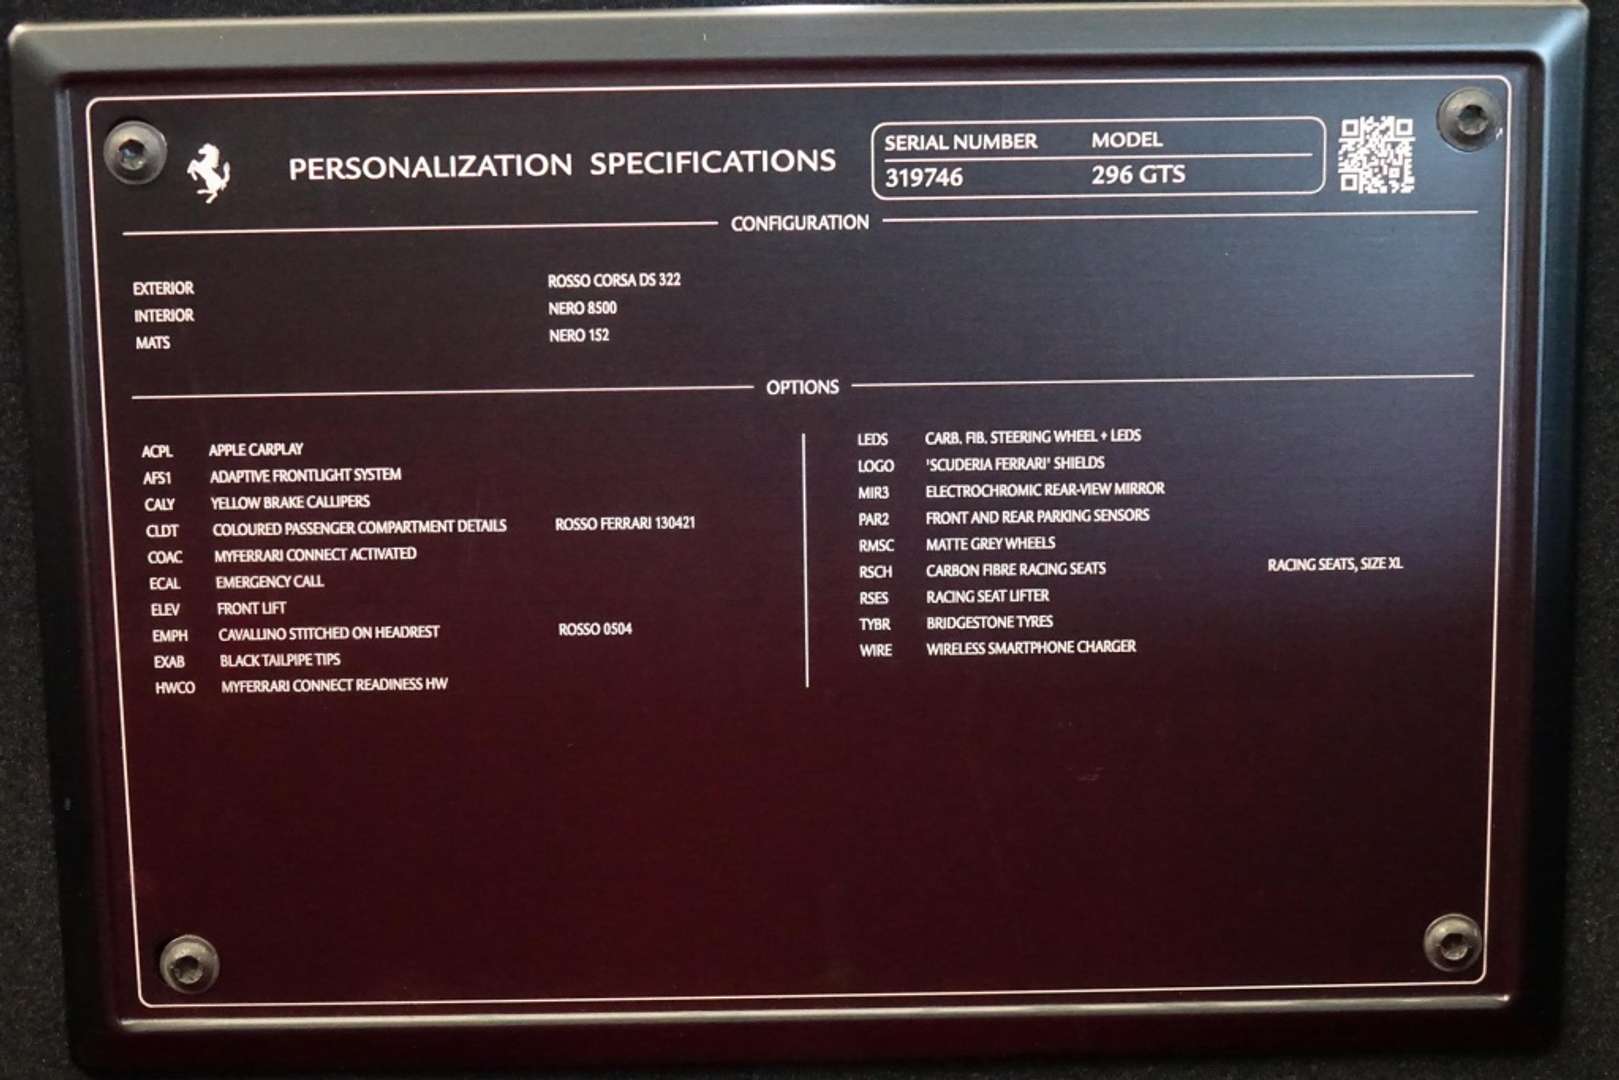 PERSONALIZATION SPECIFICATIONS
SERIAL NUMBER MODEL
319746 296 GTS
CONFIGURATION
EXTERIOR ROSSO CORSA DS 322
INTERIOR NERO 8500
MATS NERO 152
OPTIONS
ACPL APPLE CARPLAY
AFS1 ADAPTIVE FRONTLIGHT SYSTEM
CALY YELLOW BRAKE CALLIPERS
CLDT COLOURED PASSENGER COMPARTMENT DETAILS ROSSO FERRARI 130421
COAC MYFERRARI CONNECT ACTIVATED
ECAL EMERGENCY CALL
ELEV FRONT LIFT
EMPH CAVALLINO STITCHED ON HEADREST ROSSO 0504
EXAB BLACK TAILPIPE TIPS
HWCO MYFERRARI CONNECT READINESS HW
LEDS CARB. FIB. STEERING WHEEL + LEDS
LOGO 'SCUDERIA FERRARI' SHIELDS
MIR3 ELECTROCHROMIC REAR-VIEW MIRROR
PAR2 FRONT AND REAR PARKING SENSORS
RMSC MATTE GREY WHEELS
RSCH CARBON FIBRE RACING SEATS RACING SEATS, SIZE XL
RSES RACING SEAT LIFTER
TYBR BRIDGESTONE TYRES
WIRE WIRELESS SMARTPHONE CHARGER